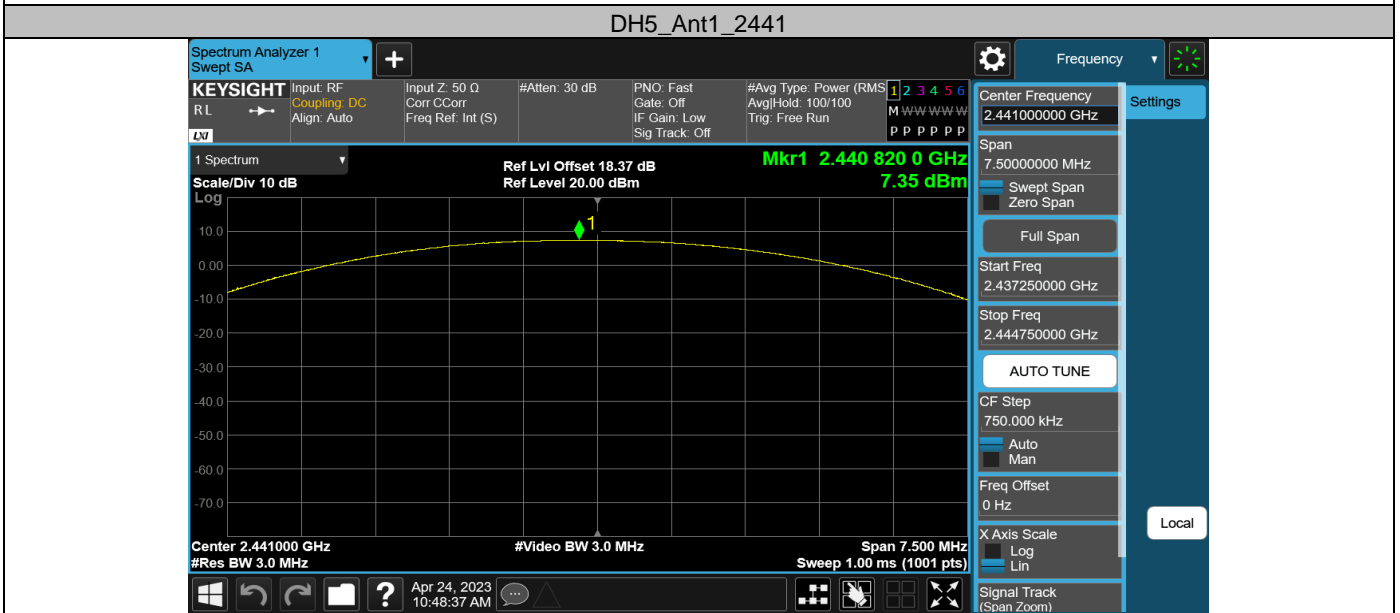 DH5_Ant1_2441
Spectrum Analyzer 1
Swept SA
+
Frequency
KEYSIGHT
RL
LXI
Input: RF
Coupling: DC
Align: Auto
Input Z: 50 Ω
Corr CCorr
Freq Ref: Int (S)
#Atten: 30 dB
PNO: Fast
Gate: Off
IF Gain: Low
Sig Track: Off
#Avg Type: Power (RMS
Avg|Hold: 100/100
Trig: Free Run
1 2 3 4 5 6
M W W W W W
P P P P P P
1 Spectrum
Scale/Div 10 dB
Ref Lvl Offset 18.37 dB
Ref Level 20.00 dBm
Mkr1 2.440 820 0 GHz
7.35 dBm
Log
10.0
0.00
-10.0
-20.0
-30.0
-40.0
-50.0
-60.0
-70.0
1
Center 2.441000 GHz
#Video BW 3.0 MHz
Span 7.500 MHz
#Res BW 3.0 MHz
Sweep 1.00 ms (1001 pts)
Center Frequency
2.441000000 GHz
Settings
Span
7.50000000 MHz
Swept Span
Zero Span
Full Span
Start Freq
2.437250000 GHz
Stop Freq
2.444750000 GHz
AUTO TUNE
CF Step
750.000 kHz
Auto
Man
Freq Offset
0 Hz
X Axis Scale
Log
Lin
Local
Signal Track
(Span Zoom)
?
Apr 24, 2023
10:48:37 AM